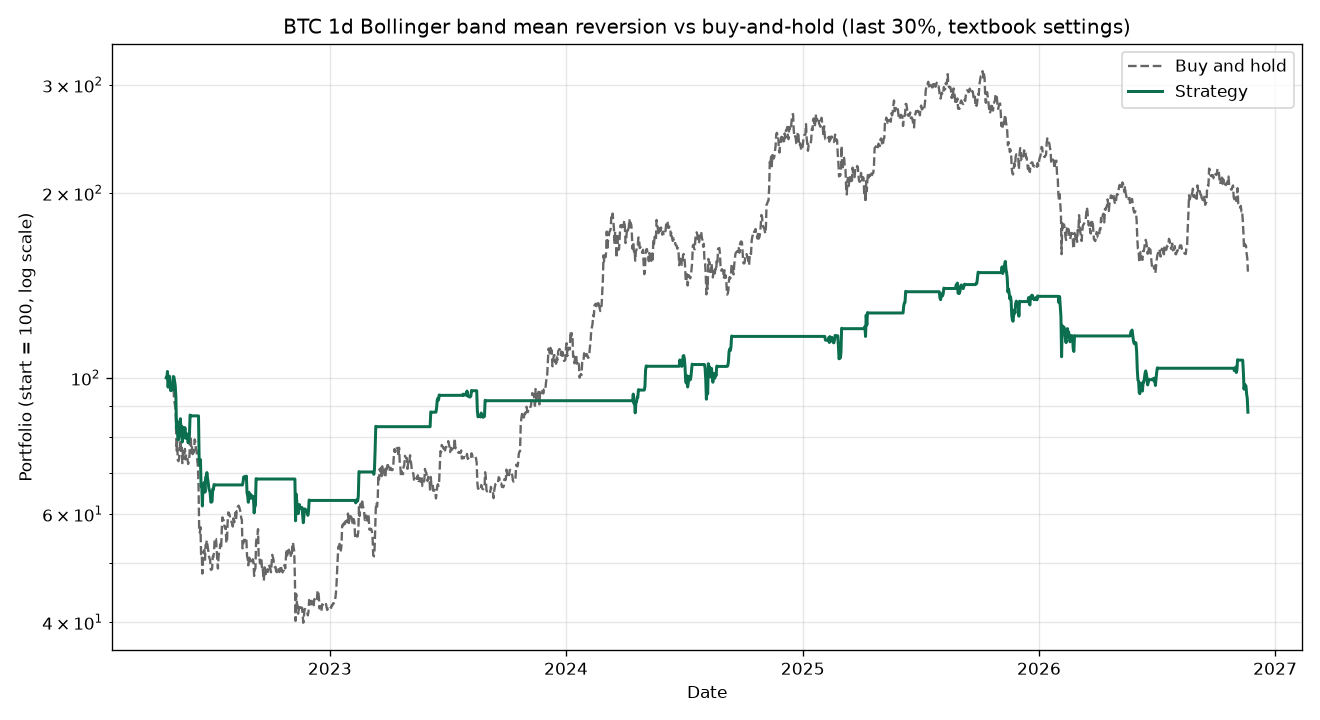 BTC 1d Bollinger band mean reversion vs buy-and-hold (last 30%, textbook settings)
Buy and hold
Strategy
Portfolio (start = 100, log scale)
3 × 10²
2 × 10²
10²
6 × 10¹
4 × 10¹
2023 2024 2025 2026 2027
Date